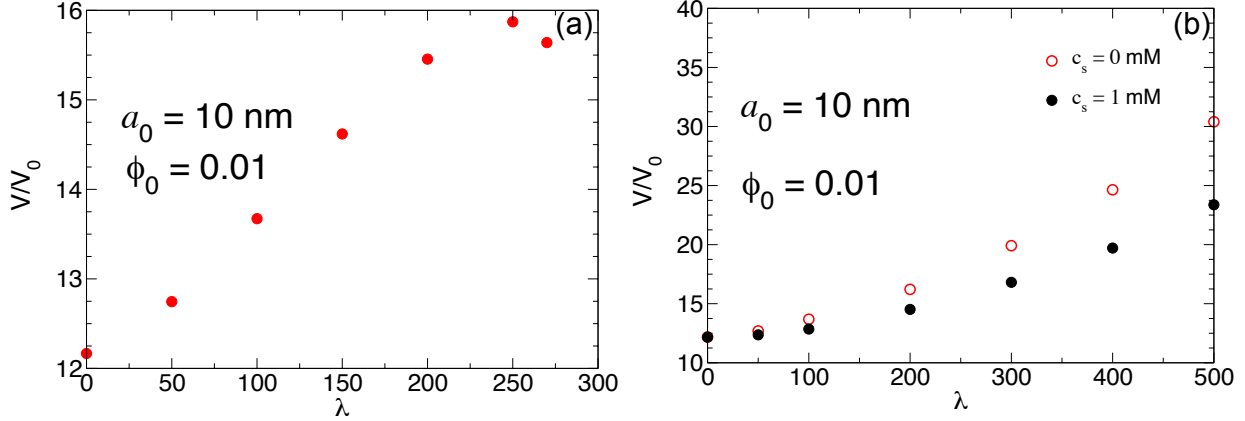 (a)
16
15
14
13
12
V/V₀
a₀ = 10 nm
ϕ₀ = 0.01
0 50 100 150 200 250 300
λ
(b)
40
35
30
25
20
15
10
V/V₀
a₀ = 10 nm
ϕ₀ = 0.01
cₛ = 0 mM
cₛ = 1 mM
0 100 200 300 400 500
λ